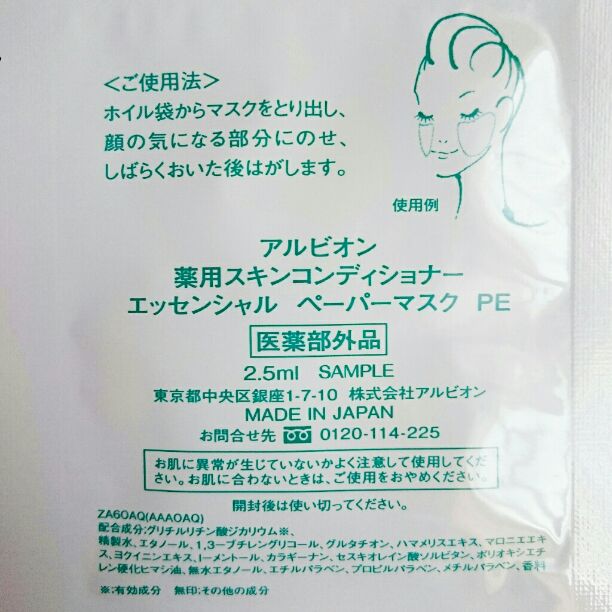 ＜ご使用法＞
ホイル袋からマスクをとり出し、
顔の気になる部分にのせ、
しばらくおいた後はがします。
使用例
アルビオン
薬用スキンコンディショナー
エッセンシャル ペーパーマスク PE
医薬部外品
2.5ml SAMPLE
東京都中央区銀座1-7-10 株式会社アルビオン
MADE IN JAPAN
お問合せ先 0120-114-225
お肌に異常が生じていないかよく注意して使用してくだ
さい。お肌に合わないときは、ご使用をおやめください。
開封後は使い切ってください。
ZA6OAQ(AAAOAQ)
配合成分;グリチルリチン酸ジカリウム※、
精製水、エタノール、1,3-ブチレングリコール、グルタチオン、ハマメリスエキス、マロニエエキ
ス、ヨクイニンエキス、l-メントール、カラギーナン、セスキオレイン酸ソルビタン、ポリオキシエチ
レン硬化ヒマシ油、無水エタノール、エチルパラベン、プロピルパラベン、メチルパラベン、香料
※;有効成分 無印;その他の成分